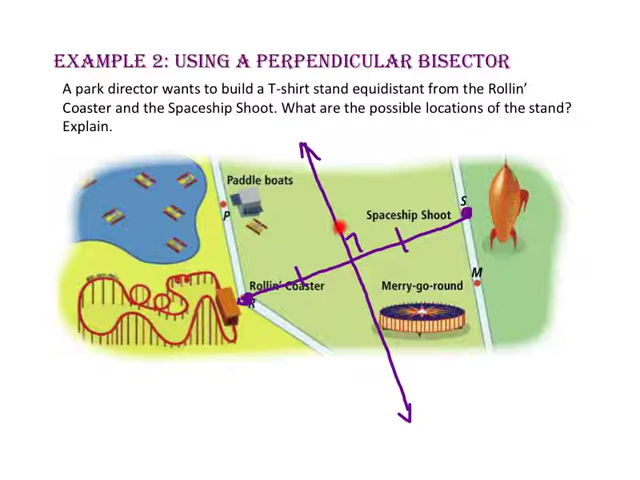 Example 2: Using a Perpendicular Bisector
A park director wants to build a T-shirt stand equidistant from the Rollin’
Coaster and the Spaceship Shoot. What are the possible locations of the stand?
Explain.
Paddle boats
P
S
Spaceship Shoot
M
Rollin’ Coaster
Merry-go-round
R